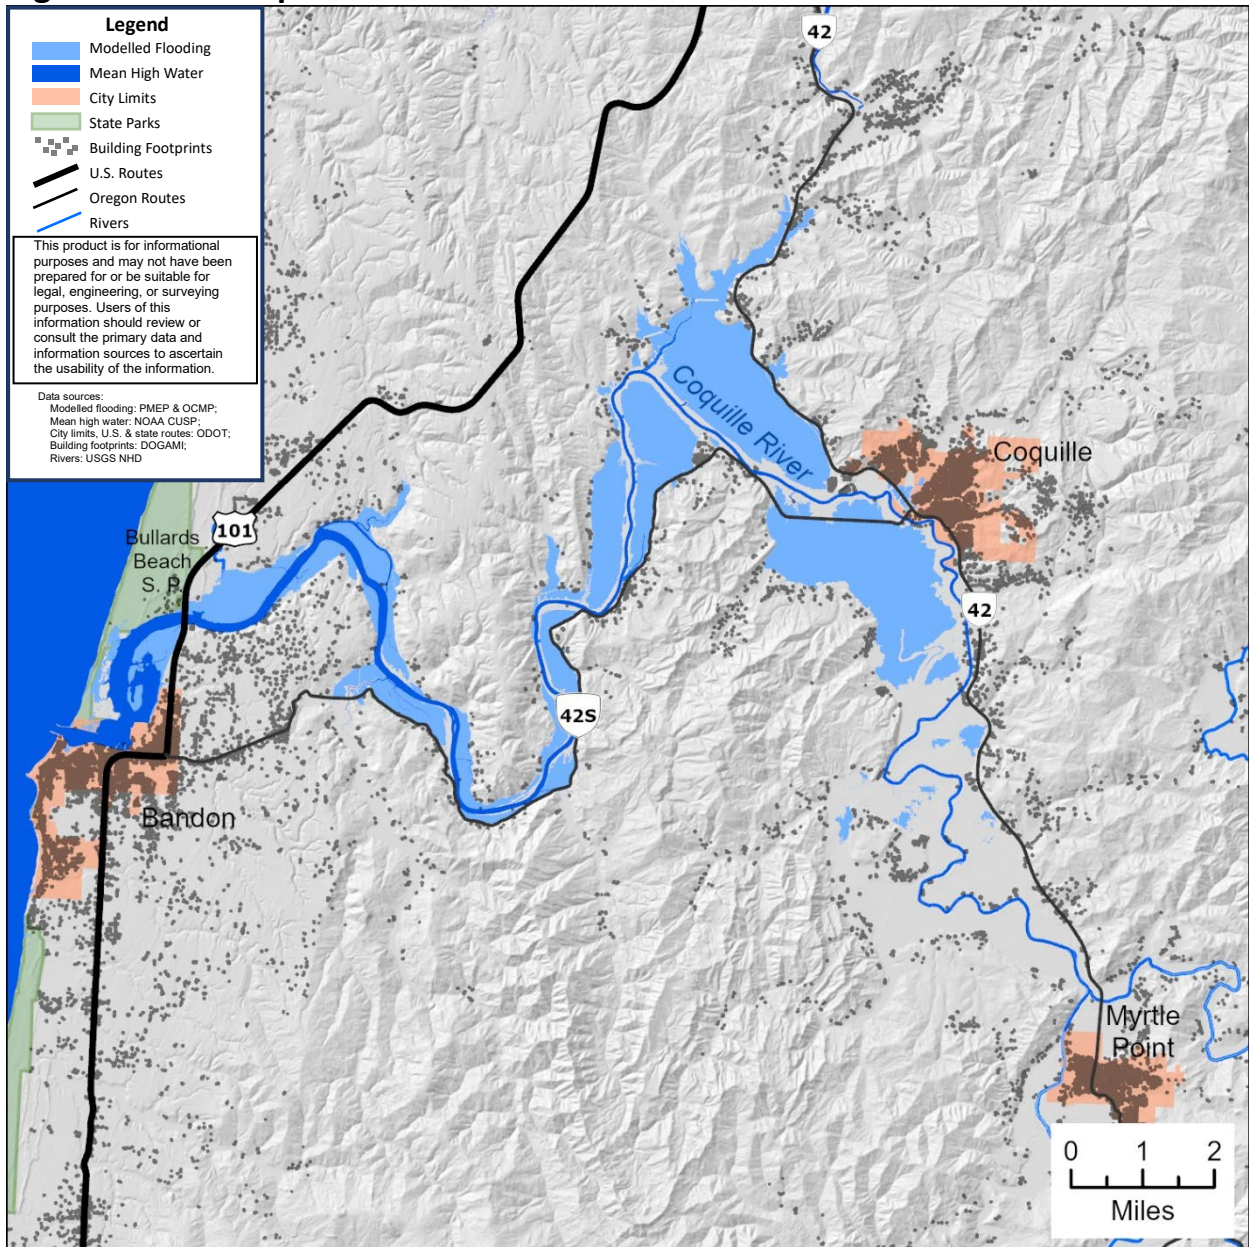 Legend
Modelled Flooding
Mean High Water
City Limits
State Parks
Building Footprints
U.S. Routes
Oregon Routes
Rivers
This product is for informational
purposes and may not have been
prepared for or be suitable for
legal, engineering, or surveying
purposes. Users of this
information should review or
consult the primary data and
information sources to ascertain
the usability of the information.
Data sources:
Modelled flooding: PMEP & OCMP;
Mean high water: NOAA CUSP;
City limits, U.S. & state routes: ODOT;
Building footprints: DOGAMI;
Rivers: USGS NHD
42
Coquille River
Coquille
101
Bullards
Beach
S. P.
42
42S
Bandon
Myrtle
Point
0 1 2
Miles